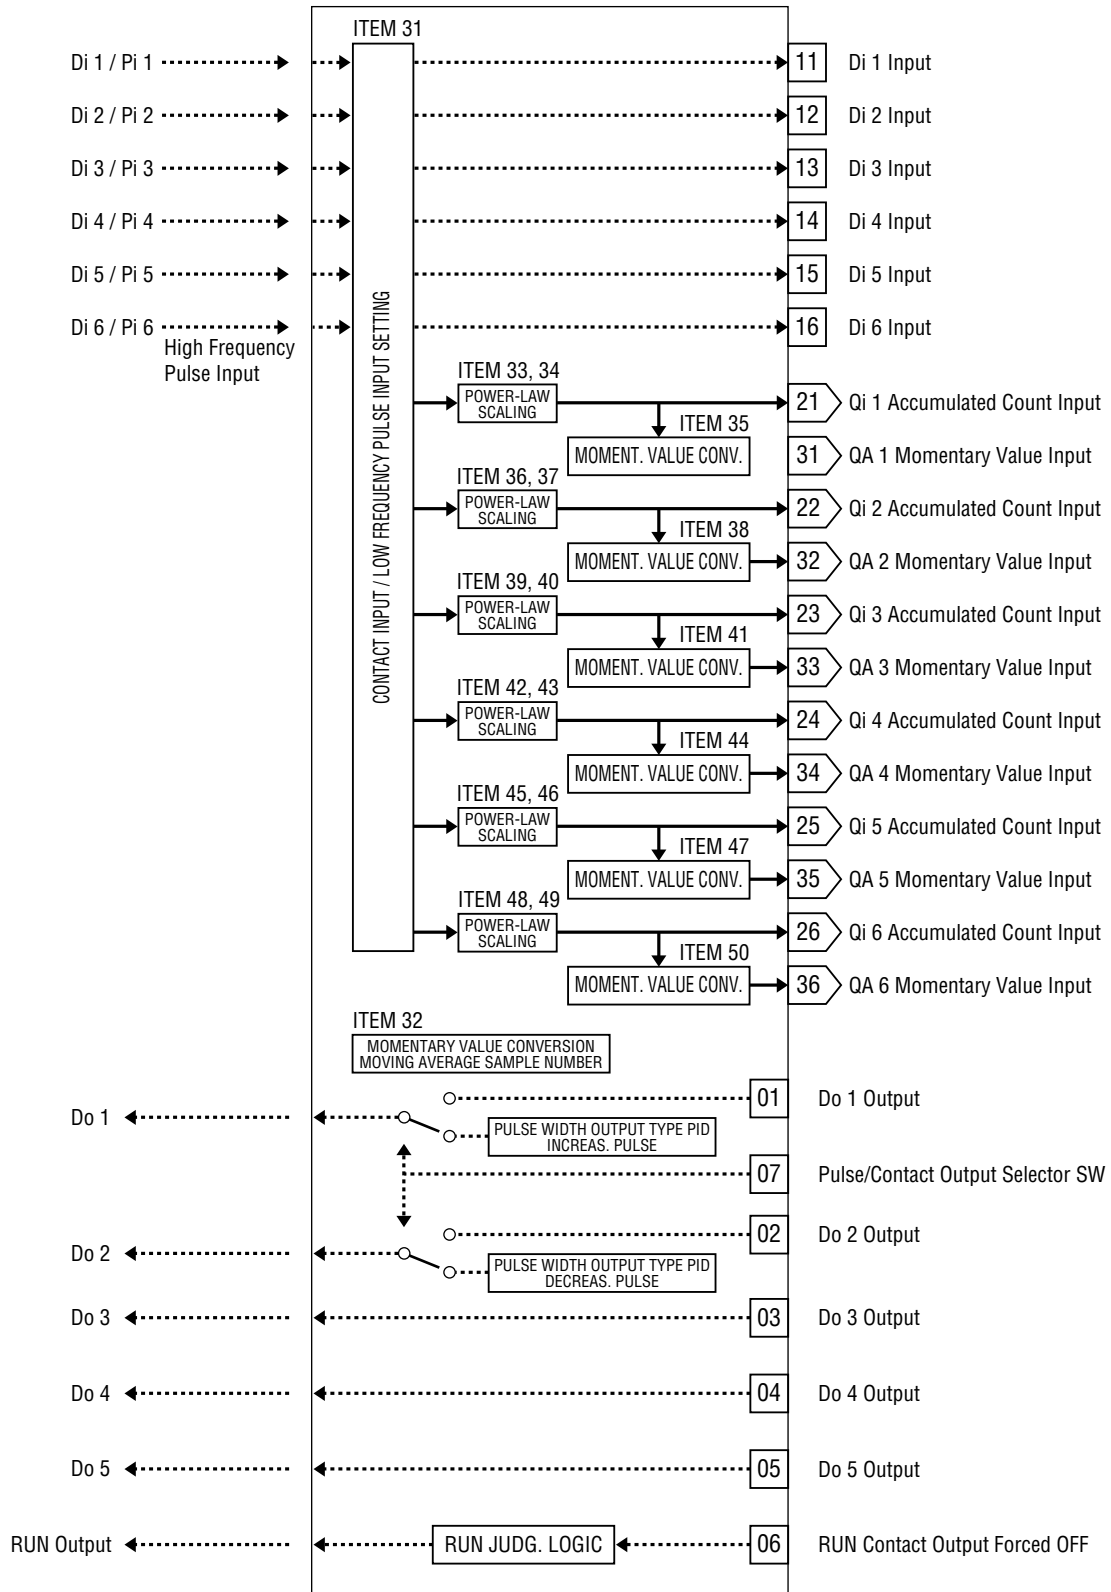 ITEM 31
Di 1 / Pi 1
11
Di 1 Input
Di 2 / Pi 2
12
Di 2 Input
Di 3 / Pi 3
13
Di 3 Input
Di 4 / Pi 4
14
Di 4 Input
Di 5 / Pi 5
15
Di 5 Input
Di 6 / Pi 6
16
Di 6 Input
High Frequency
Pulse Input
CONTACT INPUT / LOW FREQUENCY PULSE INPUT SETTING
ITEM 33, 34
POWER-LAW
SCALING
21
Qi 1 Accumulated Count Input
ITEM 35
MOMENT. VALUE CONV.
31
QA 1 Momentary Value Input
ITEM 36, 37
POWER-LAW
SCALING
22
Qi 2 Accumulated Count Input
ITEM 38
MOMENT. VALUE CONV.
32
QA 2 Momentary Value Input
ITEM 39, 40
POWER-LAW
SCALING
23
Qi 3 Accumulated Count Input
ITEM 41
MOMENT. VALUE CONV.
33
QA 3 Momentary Value Input
ITEM 42, 43
POWER-LAW
SCALING
24
Qi 4 Accumulated Count Input
ITEM 44
MOMENT. VALUE CONV.
34
QA 4 Momentary Value Input
ITEM 45, 46
POWER-LAW
SCALING
25
Qi 5 Accumulated Count Input
ITEM 47
MOMENT. VALUE CONV.
35
QA 5 Momentary Value Input
ITEM 48, 49
POWER-LAW
SCALING
26
Qi 6 Accumulated Count Input
ITEM 50
MOMENT. VALUE CONV.
36
QA 6 Momentary Value Input
ITEM 32
MOMENTARY VALUE CONVERSION
MOVING AVERAGE SAMPLE NUMBER
01
Do 1 Output
Do 1
PULSE WIDTH OUTPUT TYPE PID
INCREAS. PULSE
07
Pulse/Contact Output Selector SW
02
Do 2 Output
Do 2
PULSE WIDTH OUTPUT TYPE PID
DECREAS. PULSE
Do 3
03
Do 3 Output
Do 4
04
Do 4 Output
Do 5
05
Do 5 Output
RUN Output
RUN JUDG. LOGIC
06
RUN Contact Output Forced OFF